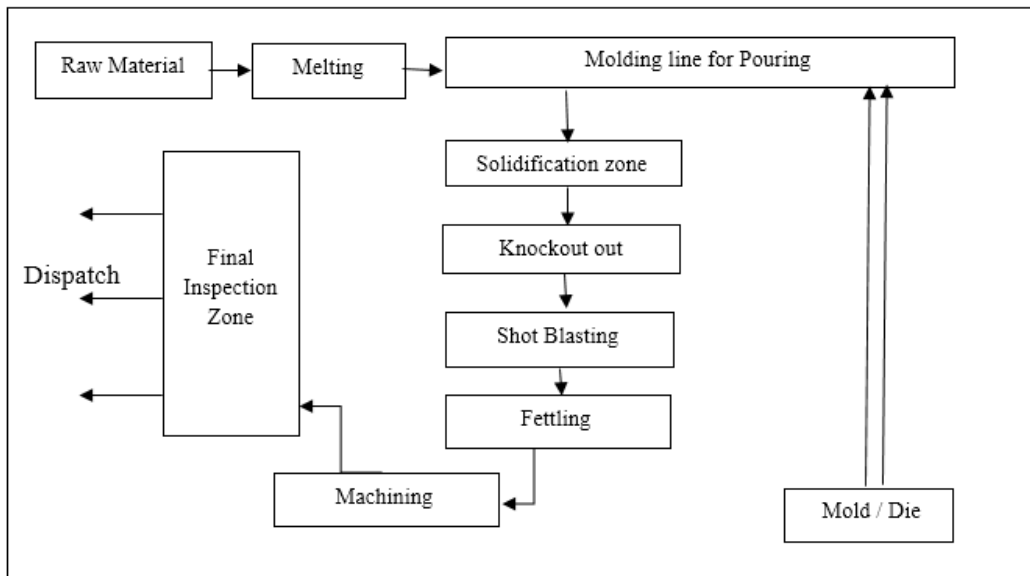 Raw Material
Melting
Molding line for Pouring
Solidification zone
Knockout out
Shot Blasting
Fettling
Machining
Final
Inspection
Zone
Dispatch
Mold / Die